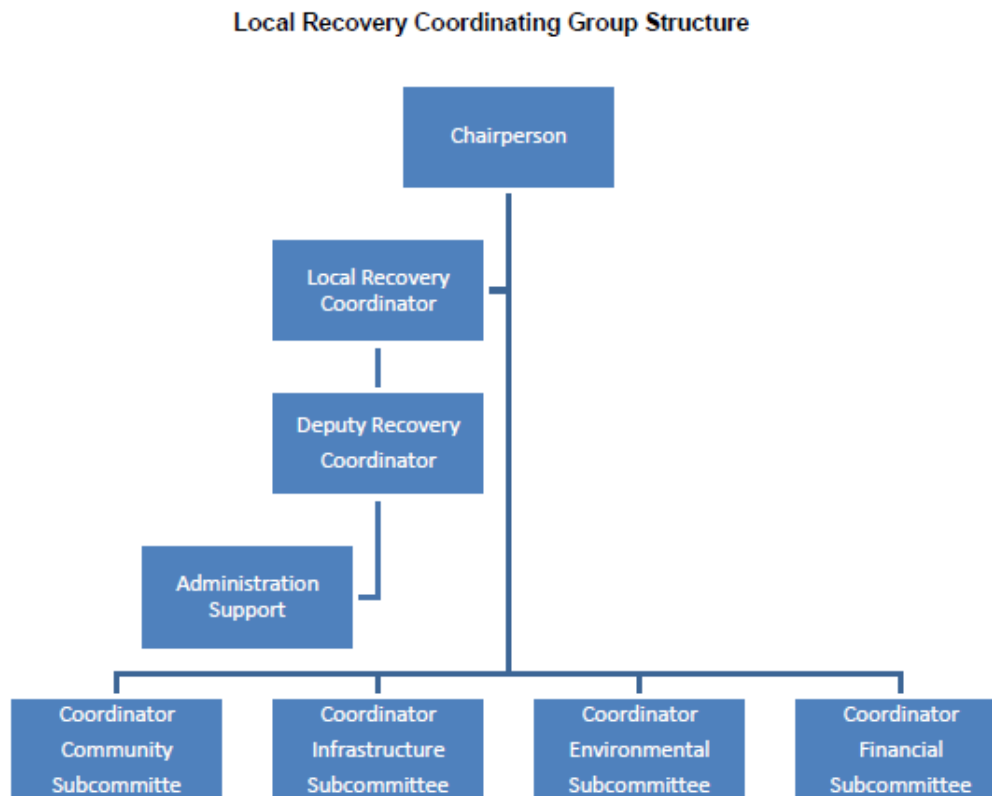 Local Recovery Coordinating Group Structure
Chairperson
Local Recovery
Coordinator
Deputy Recovery
Coordinator
Administration
Support
Coordinator
Community
Subcommitte
Coordinator
Infrastructure
Subcommittee
Coordinator
Environmental
Subcommittee
Coordinator
Financial
Subcommittee